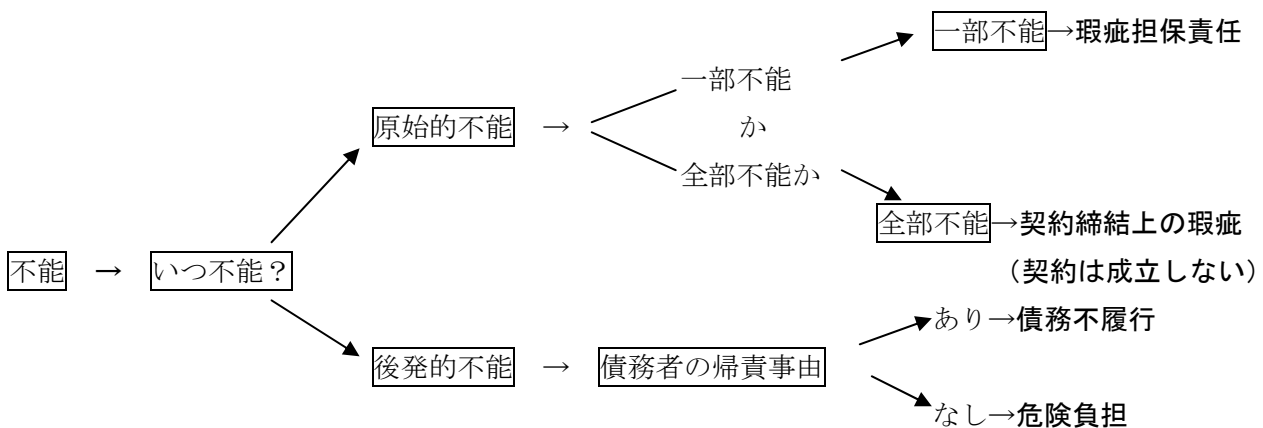 一部不能→瑕疵担保責任
一部不能
原始的不能 → か
全部不能か
全部不能→契約締結上の瑕疵
(契約は成立しない)
不能 → いつ不能？
あり→債務不履行
後発的不能 → 債務者の帰責事由
なし→危険負担